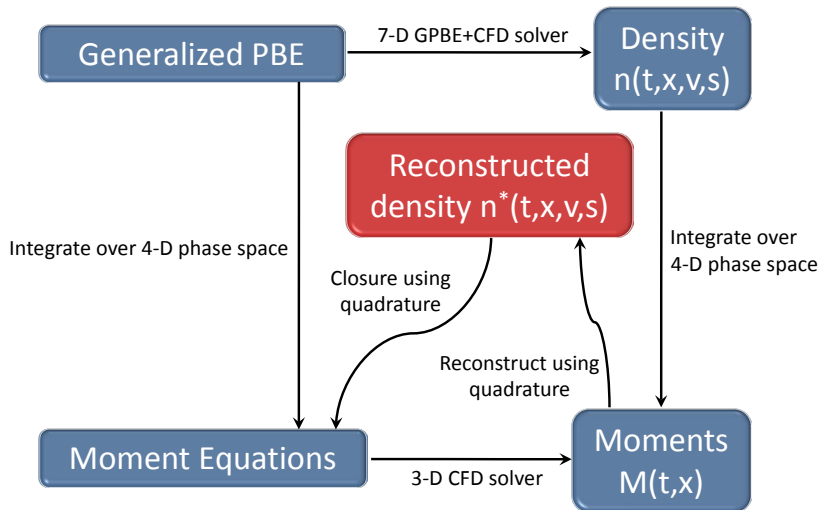 Generalized PBE
7-D GPBE+CFD solver
Density
n(t,x,v,s)
Reconstructed
density n*(t,x,v,s)
Integrate over 4-D phase space
Integrate over
4-D phase space
Closure using
quadrature
Reconstruct using
quadrature
Moment Equations
3-D CFD solver
Moments
M(t,x)